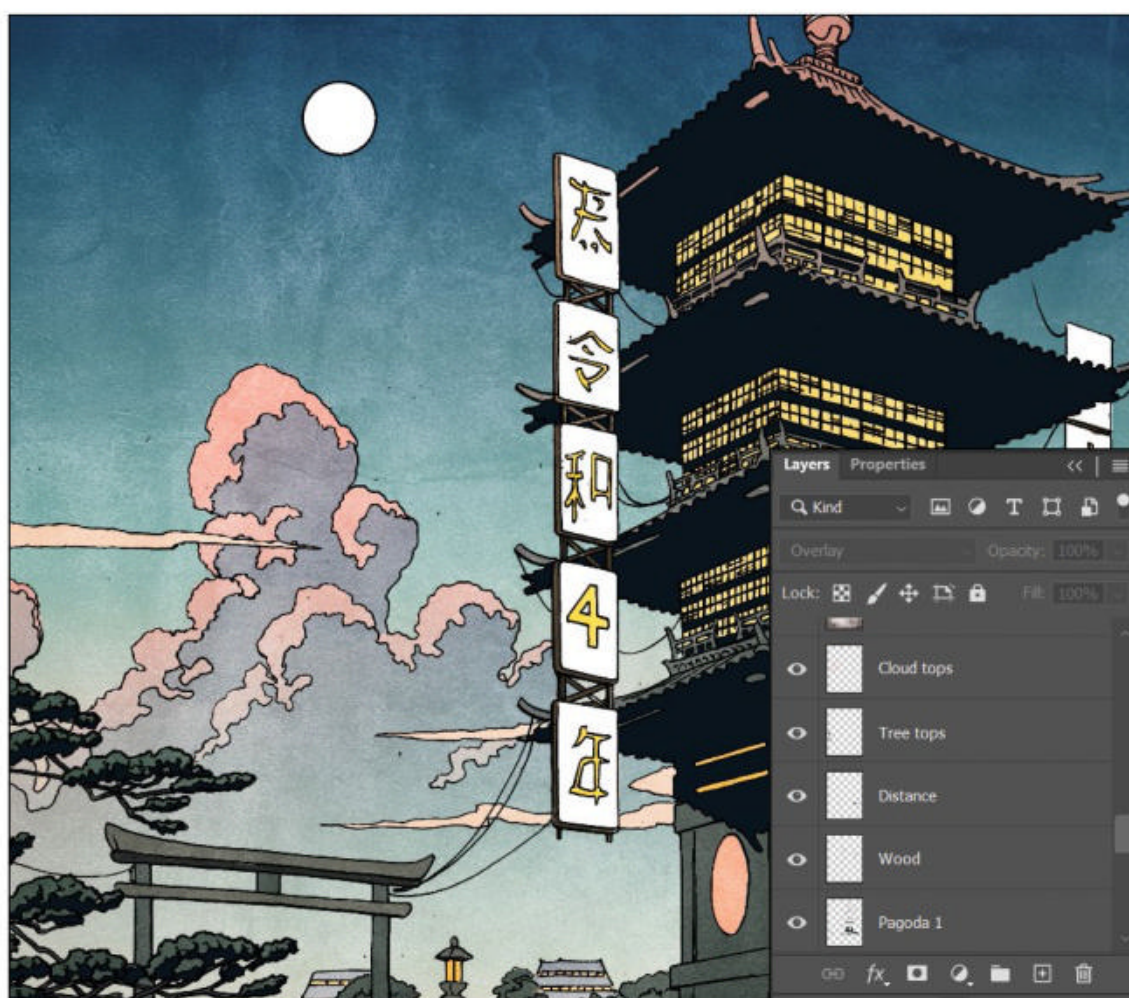 令
和
4
年
Layers
Properties
Kind
Overlay
Opacity: 100%
Lock:
Fill: 100%
Cloud tops
Tree tops
Distance
Wood
Pagoda 1
fx